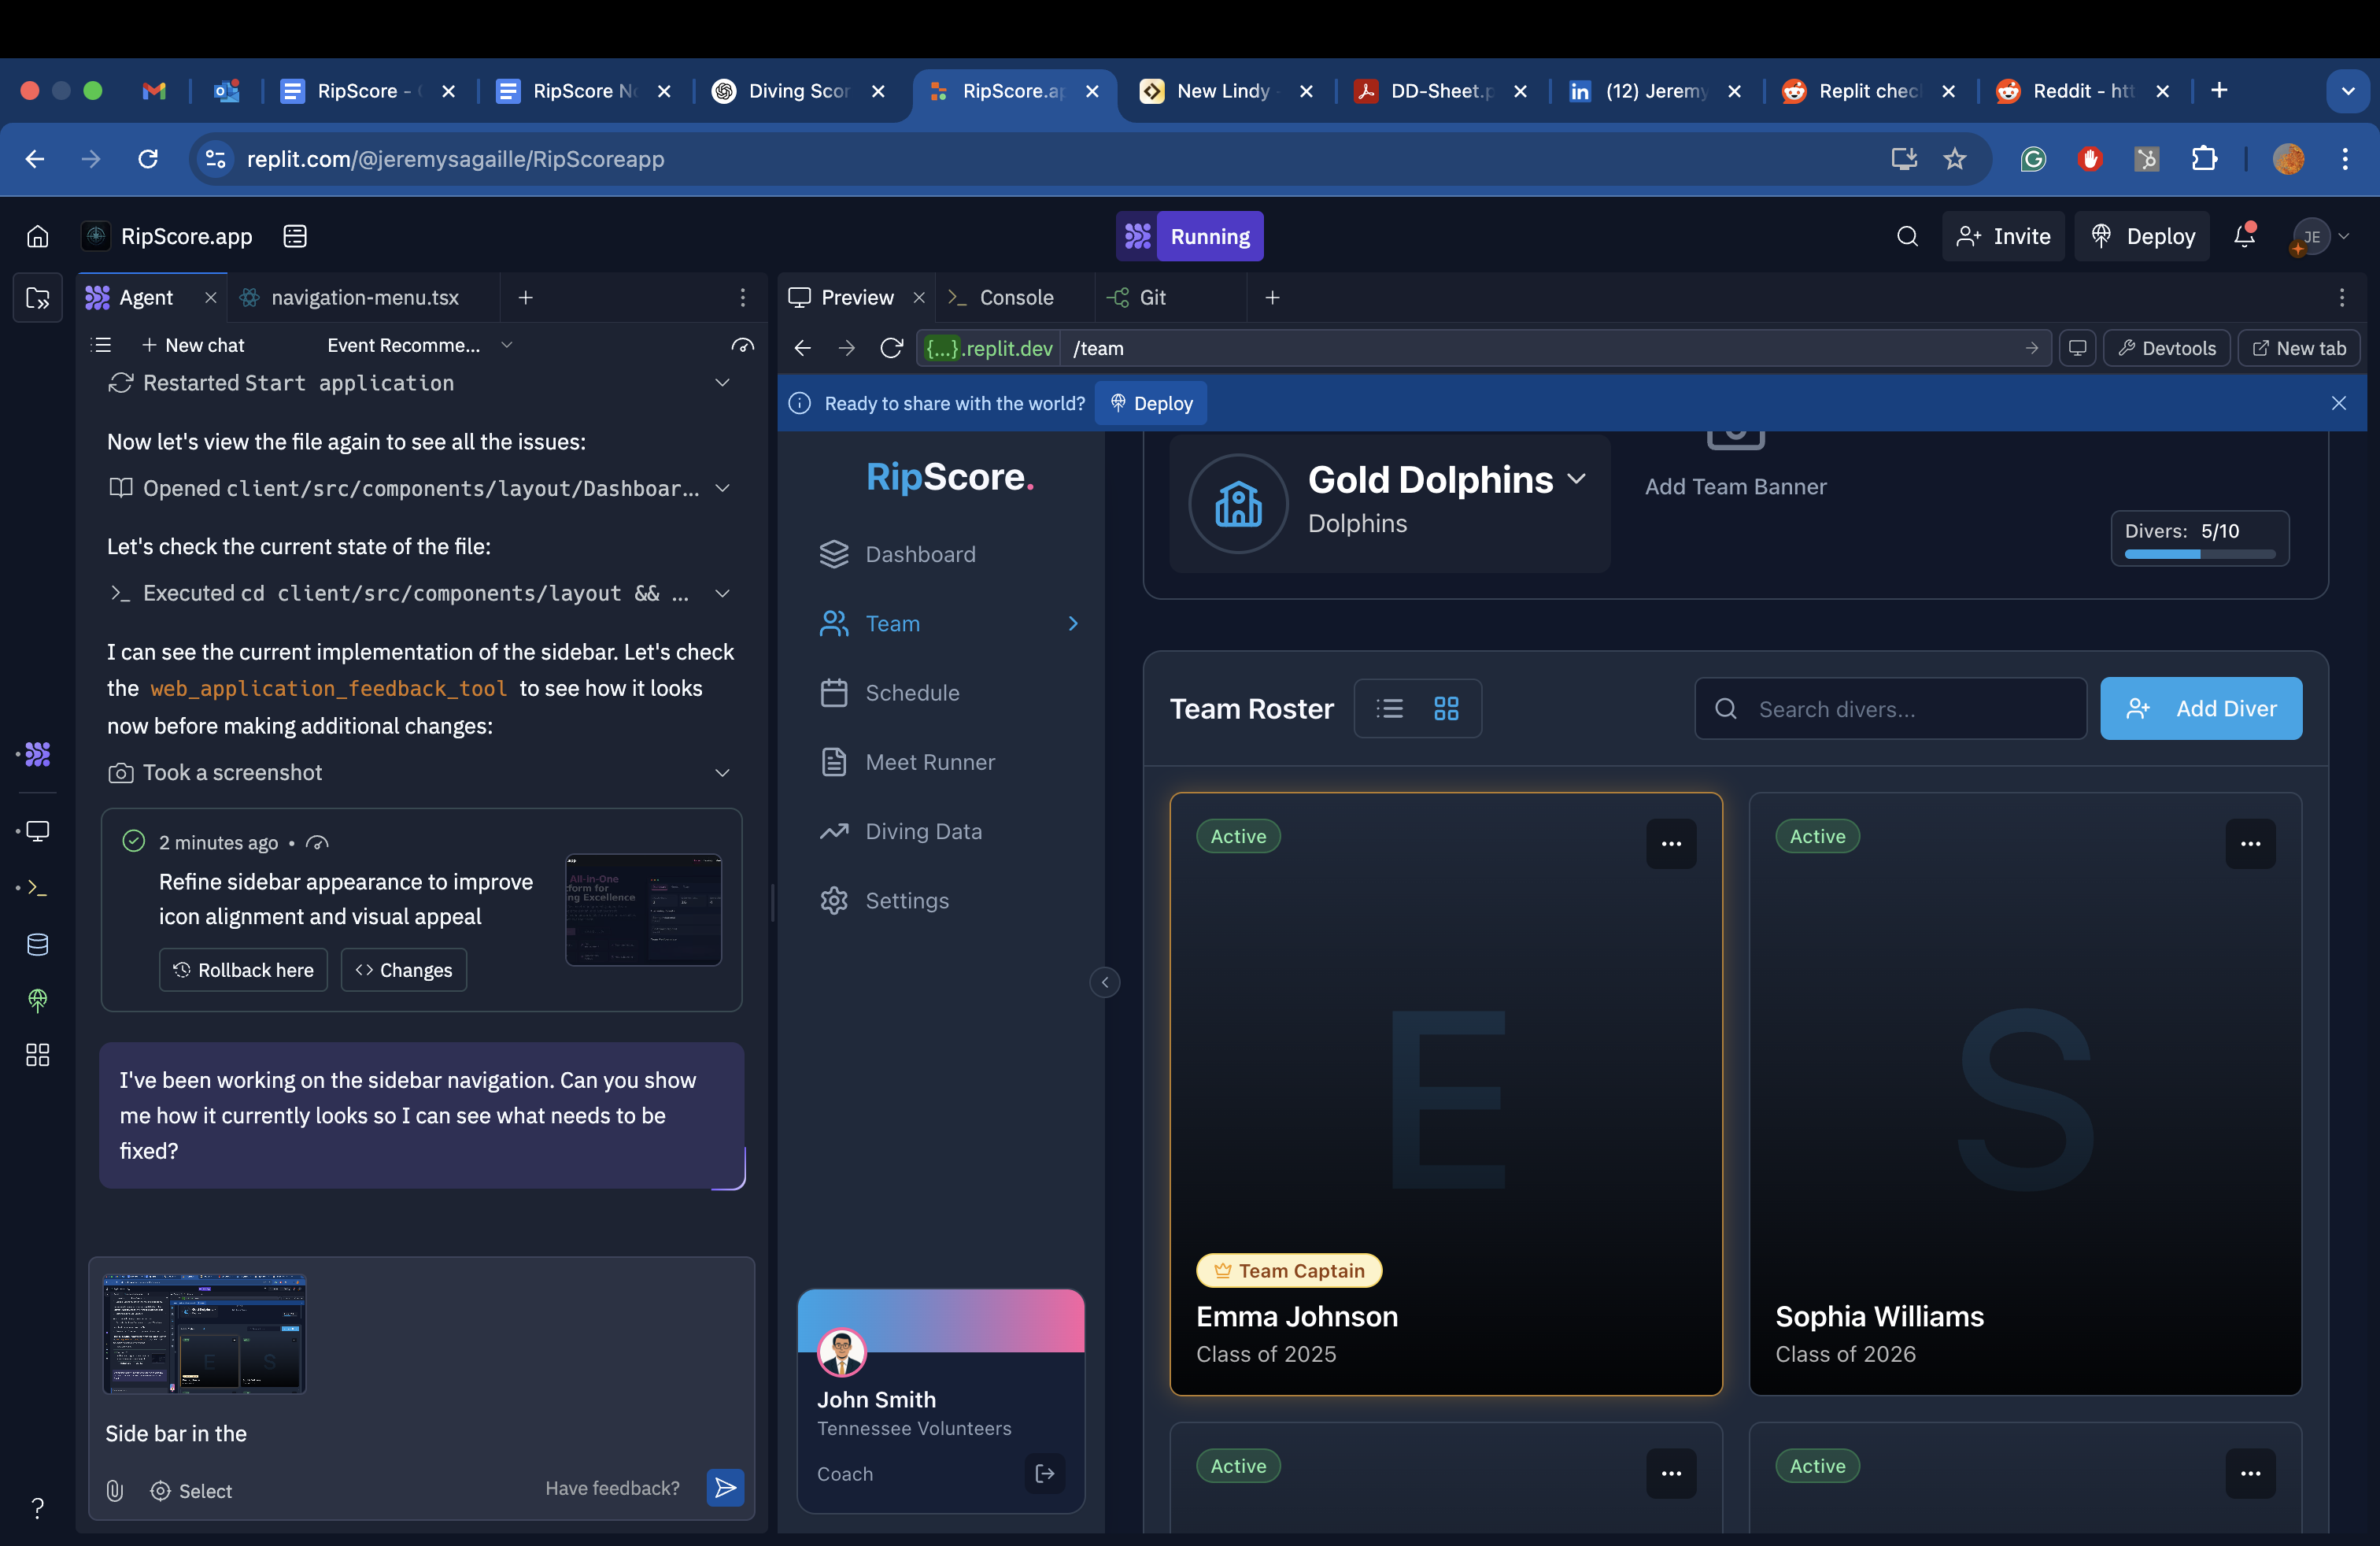 RipScore -
RipScore N
Diving Scor
RipScore.ap
New Lindy
DD-Sheet.p
(12) Jeremy
Replit chec
Reddit - htt
replit.com/@jeremysagaille/RipScoreapp
RipScore.app
Running
Invite
Deploy
JE
Agent
navigation-menu.tsx
Preview
Console
Git
New chat
Event Recomme...
{...}.replit.dev
/team
Devtools
New tab
Restarted Start application
Ready to share with the world?
Deploy
Now let's view the file again to see all the issues:
Opened client/src/components/layout/Dashboar...
Let's check the current state of the file:
Executed cd client/src/components/layout && ...
I can see the current implementation of the sidebar. Let's check
the web_application_feedback_tool to see how it looks
now before making additional changes:
Took a screenshot
2 minutes ago •
Refine sidebar appearance to improve
icon alignment and visual appeal
All-in-One
tform for
ng Excellence
Rollback here
Changes
I've been working on the sidebar navigation. Can you show
me how it currently looks so I can see what needs to be
fixed?
Side bar in the
Select
Have feedback?
?
RipScore.
Dashboard
Team
Schedule
Meet Runner
Diving Data
Settings
John Smith
Tennessee Volunteers
Coach
Gold Dolphins
Dolphins
Add Team Banner
Divers: 5/10
Team Roster
Search divers...
Add Diver
Active
E
Team Captain
Emma Johnson
Class of 2025
Active
S
Sophia Williams
Class of 2026
Active
Active